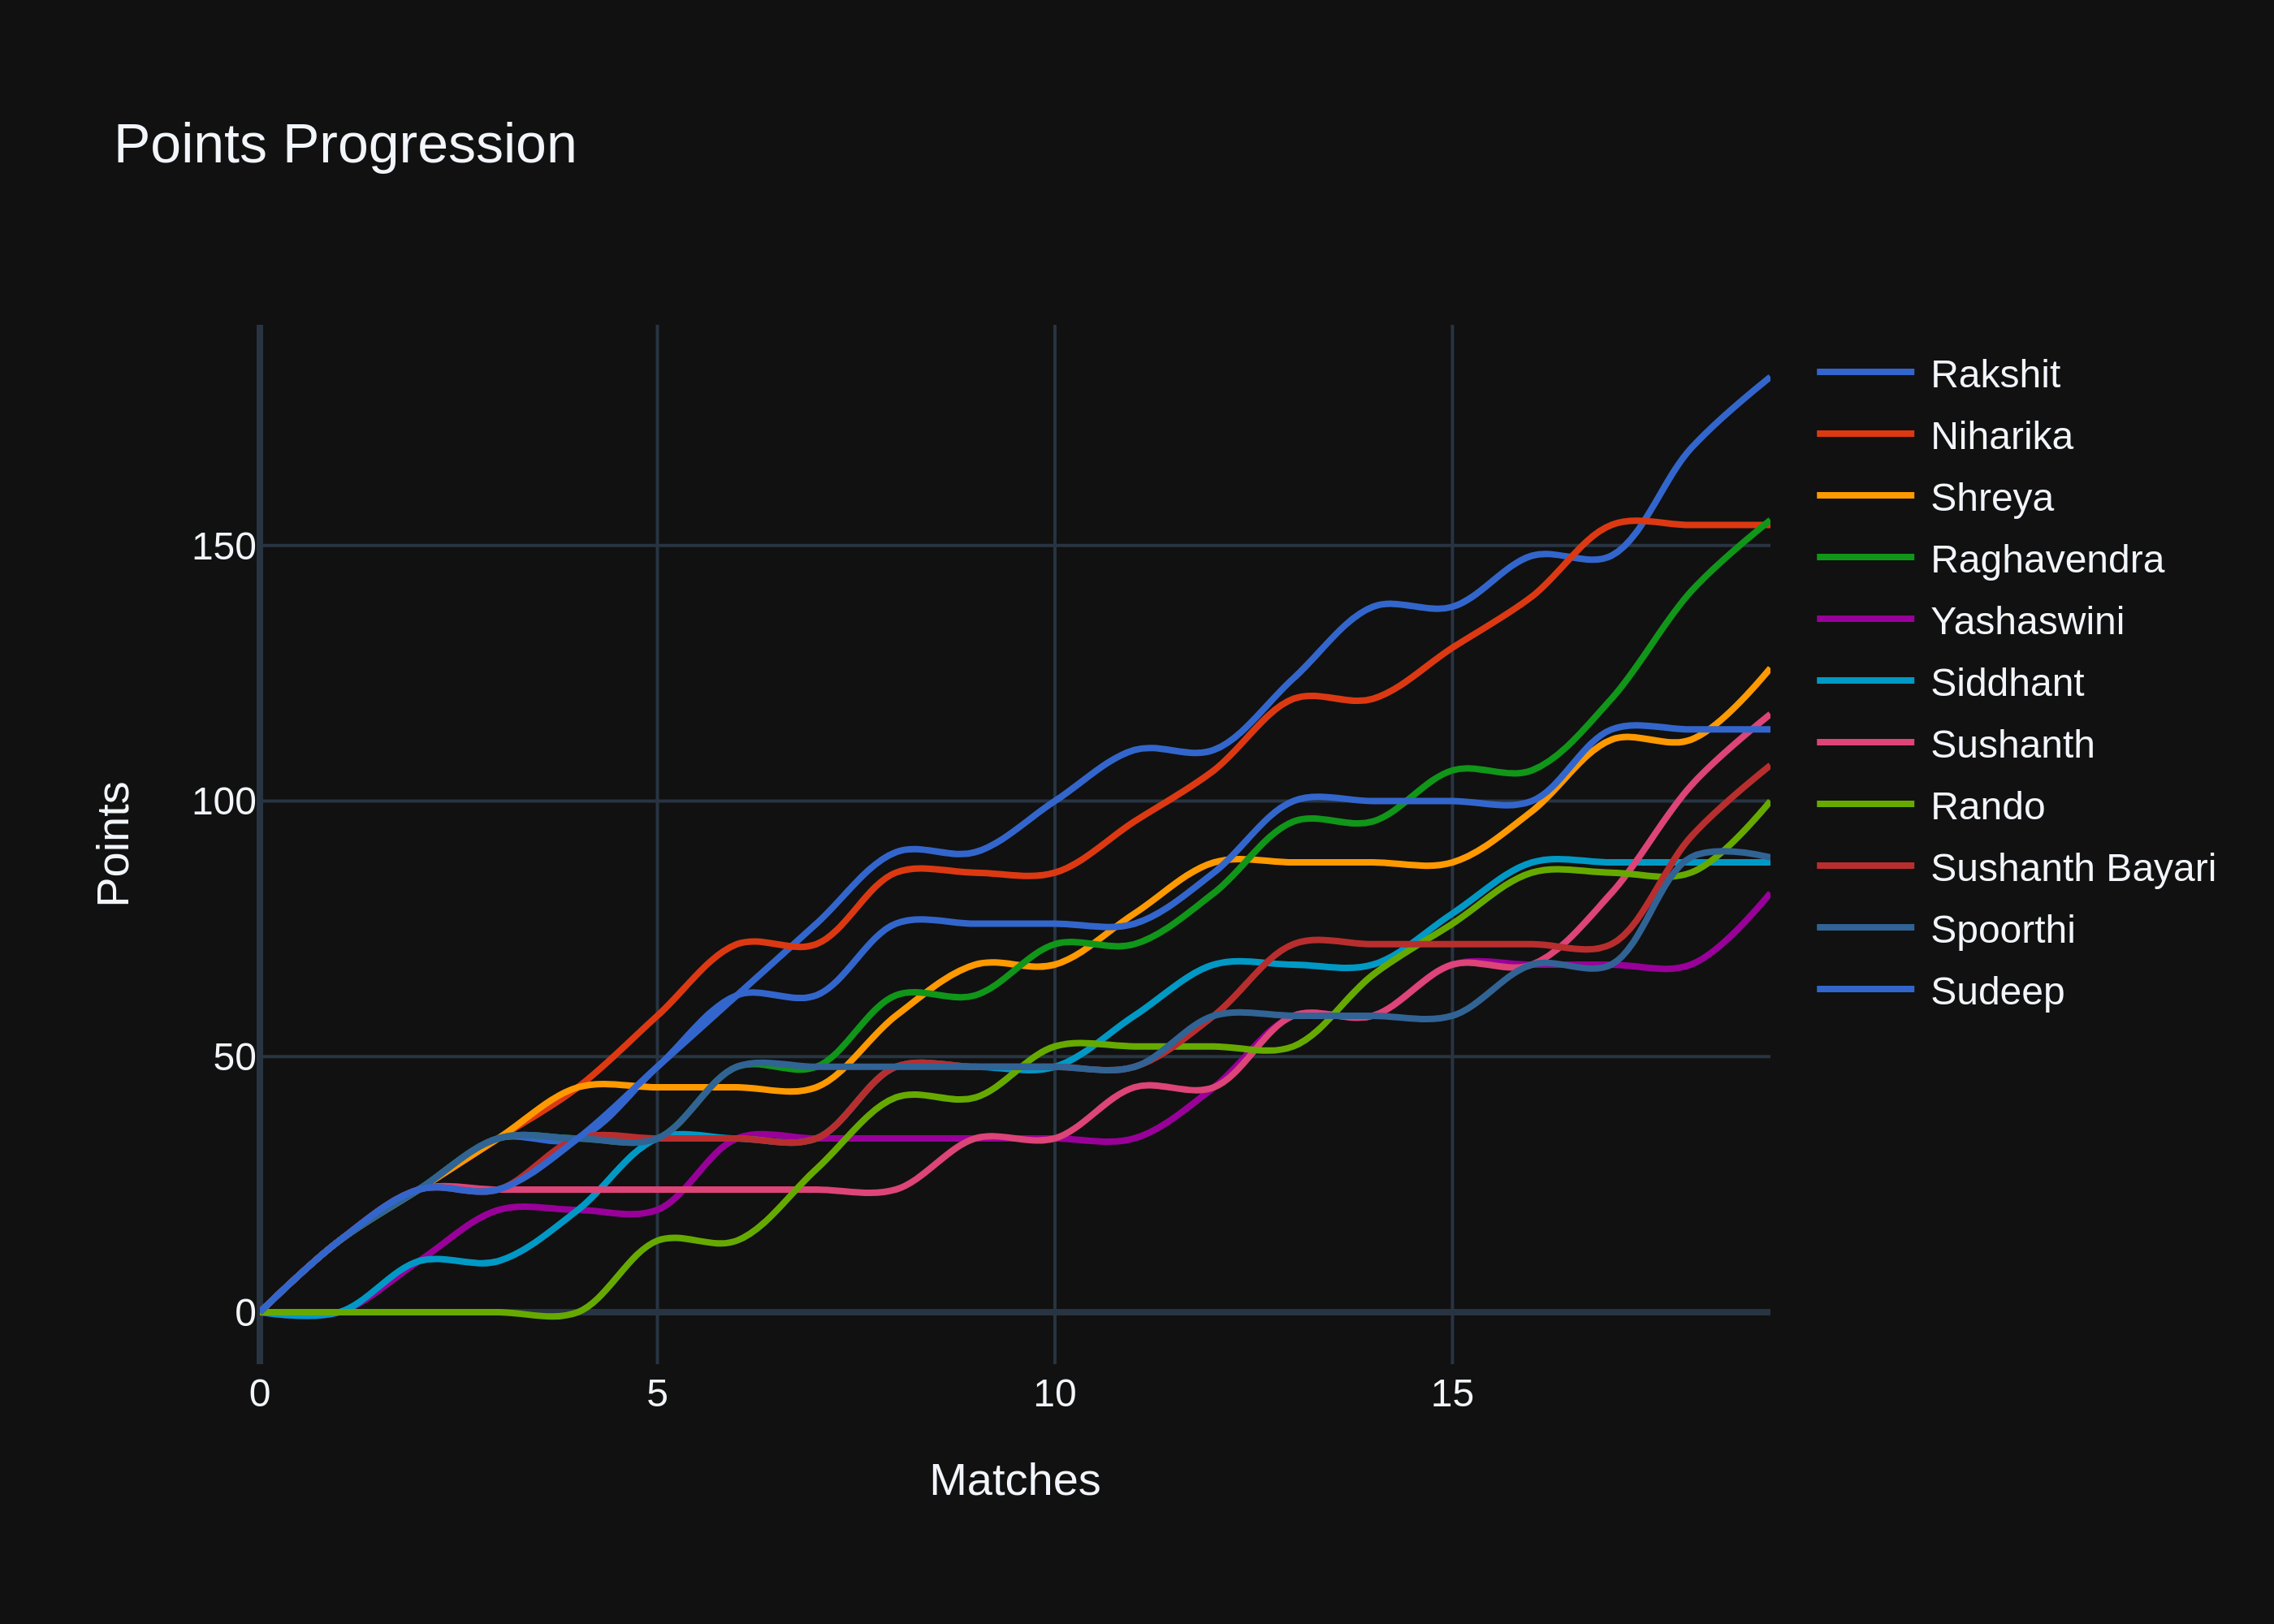 Points Progression
Points
150
100
50
0
0
5
10
15
Matches
Rakshit
Niharika
Shreya
Raghavendra
Yashaswini
Siddhant
Sushanth
Rando
Sushanth Bayari
Spoorthi
Sudeep